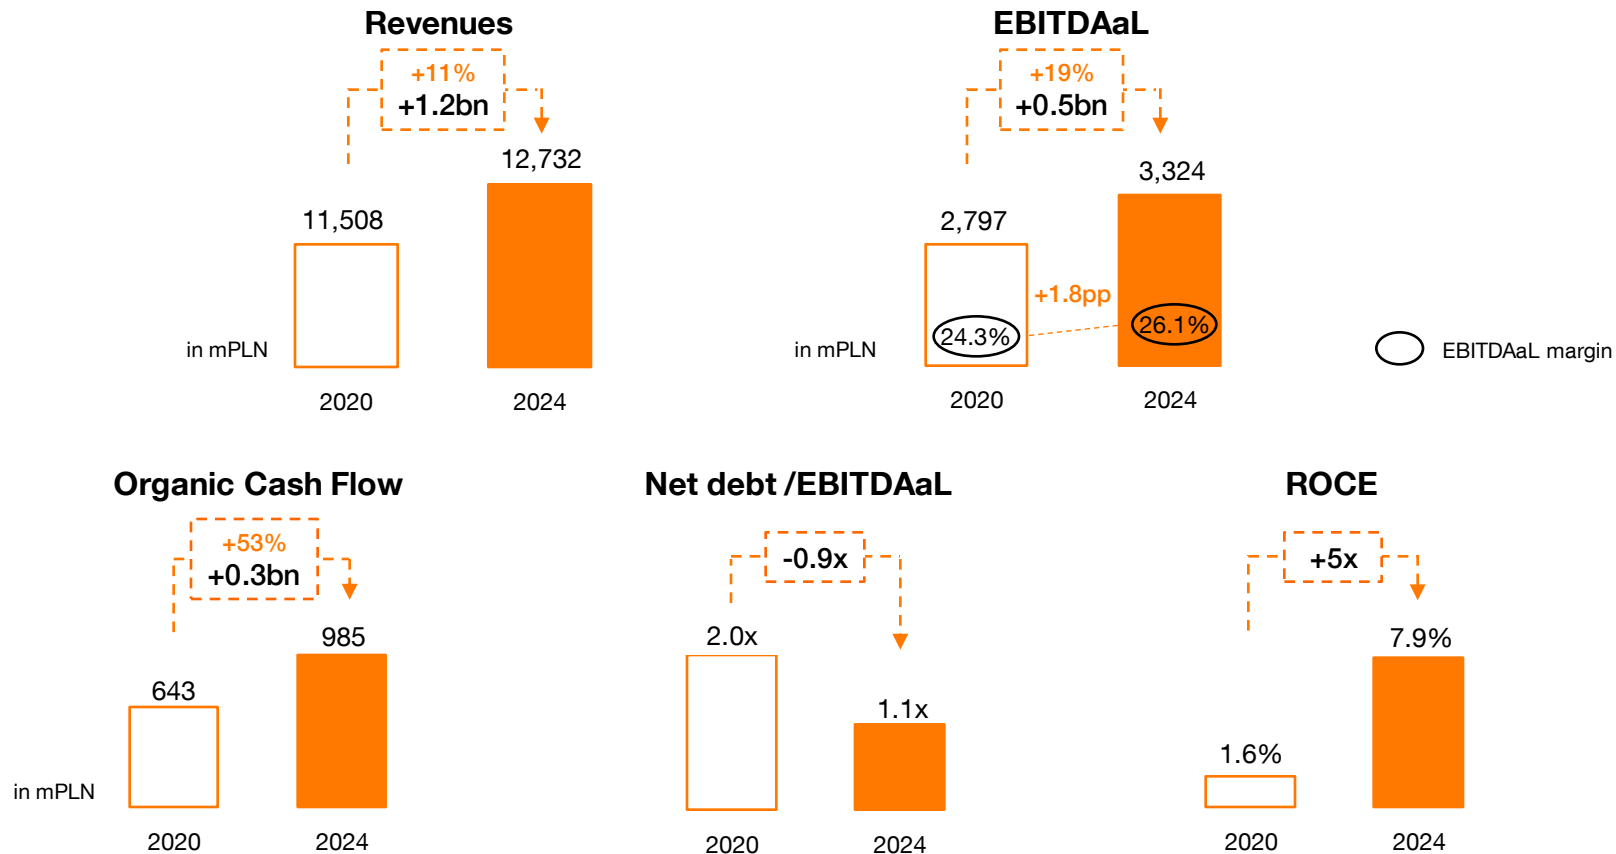 Revenues
+11%
+1.2bn
12,732
11,508
in mPLN
2020
2024
EBITDAaL
+19%
+0.5bn
3,324
2,797
+1.8pp
24.3%
26.1%
in mPLN
EBITDAaL margin
2020
2024
Organic Cash Flow
+53%
+0.3bn
985
643
in mPLN
2020
2024
Net debt /EBITDAaL
-0.9x
2.0x
1.1x
2020
2024
ROCE
+5x
7.9%
1.6%
2020
2024